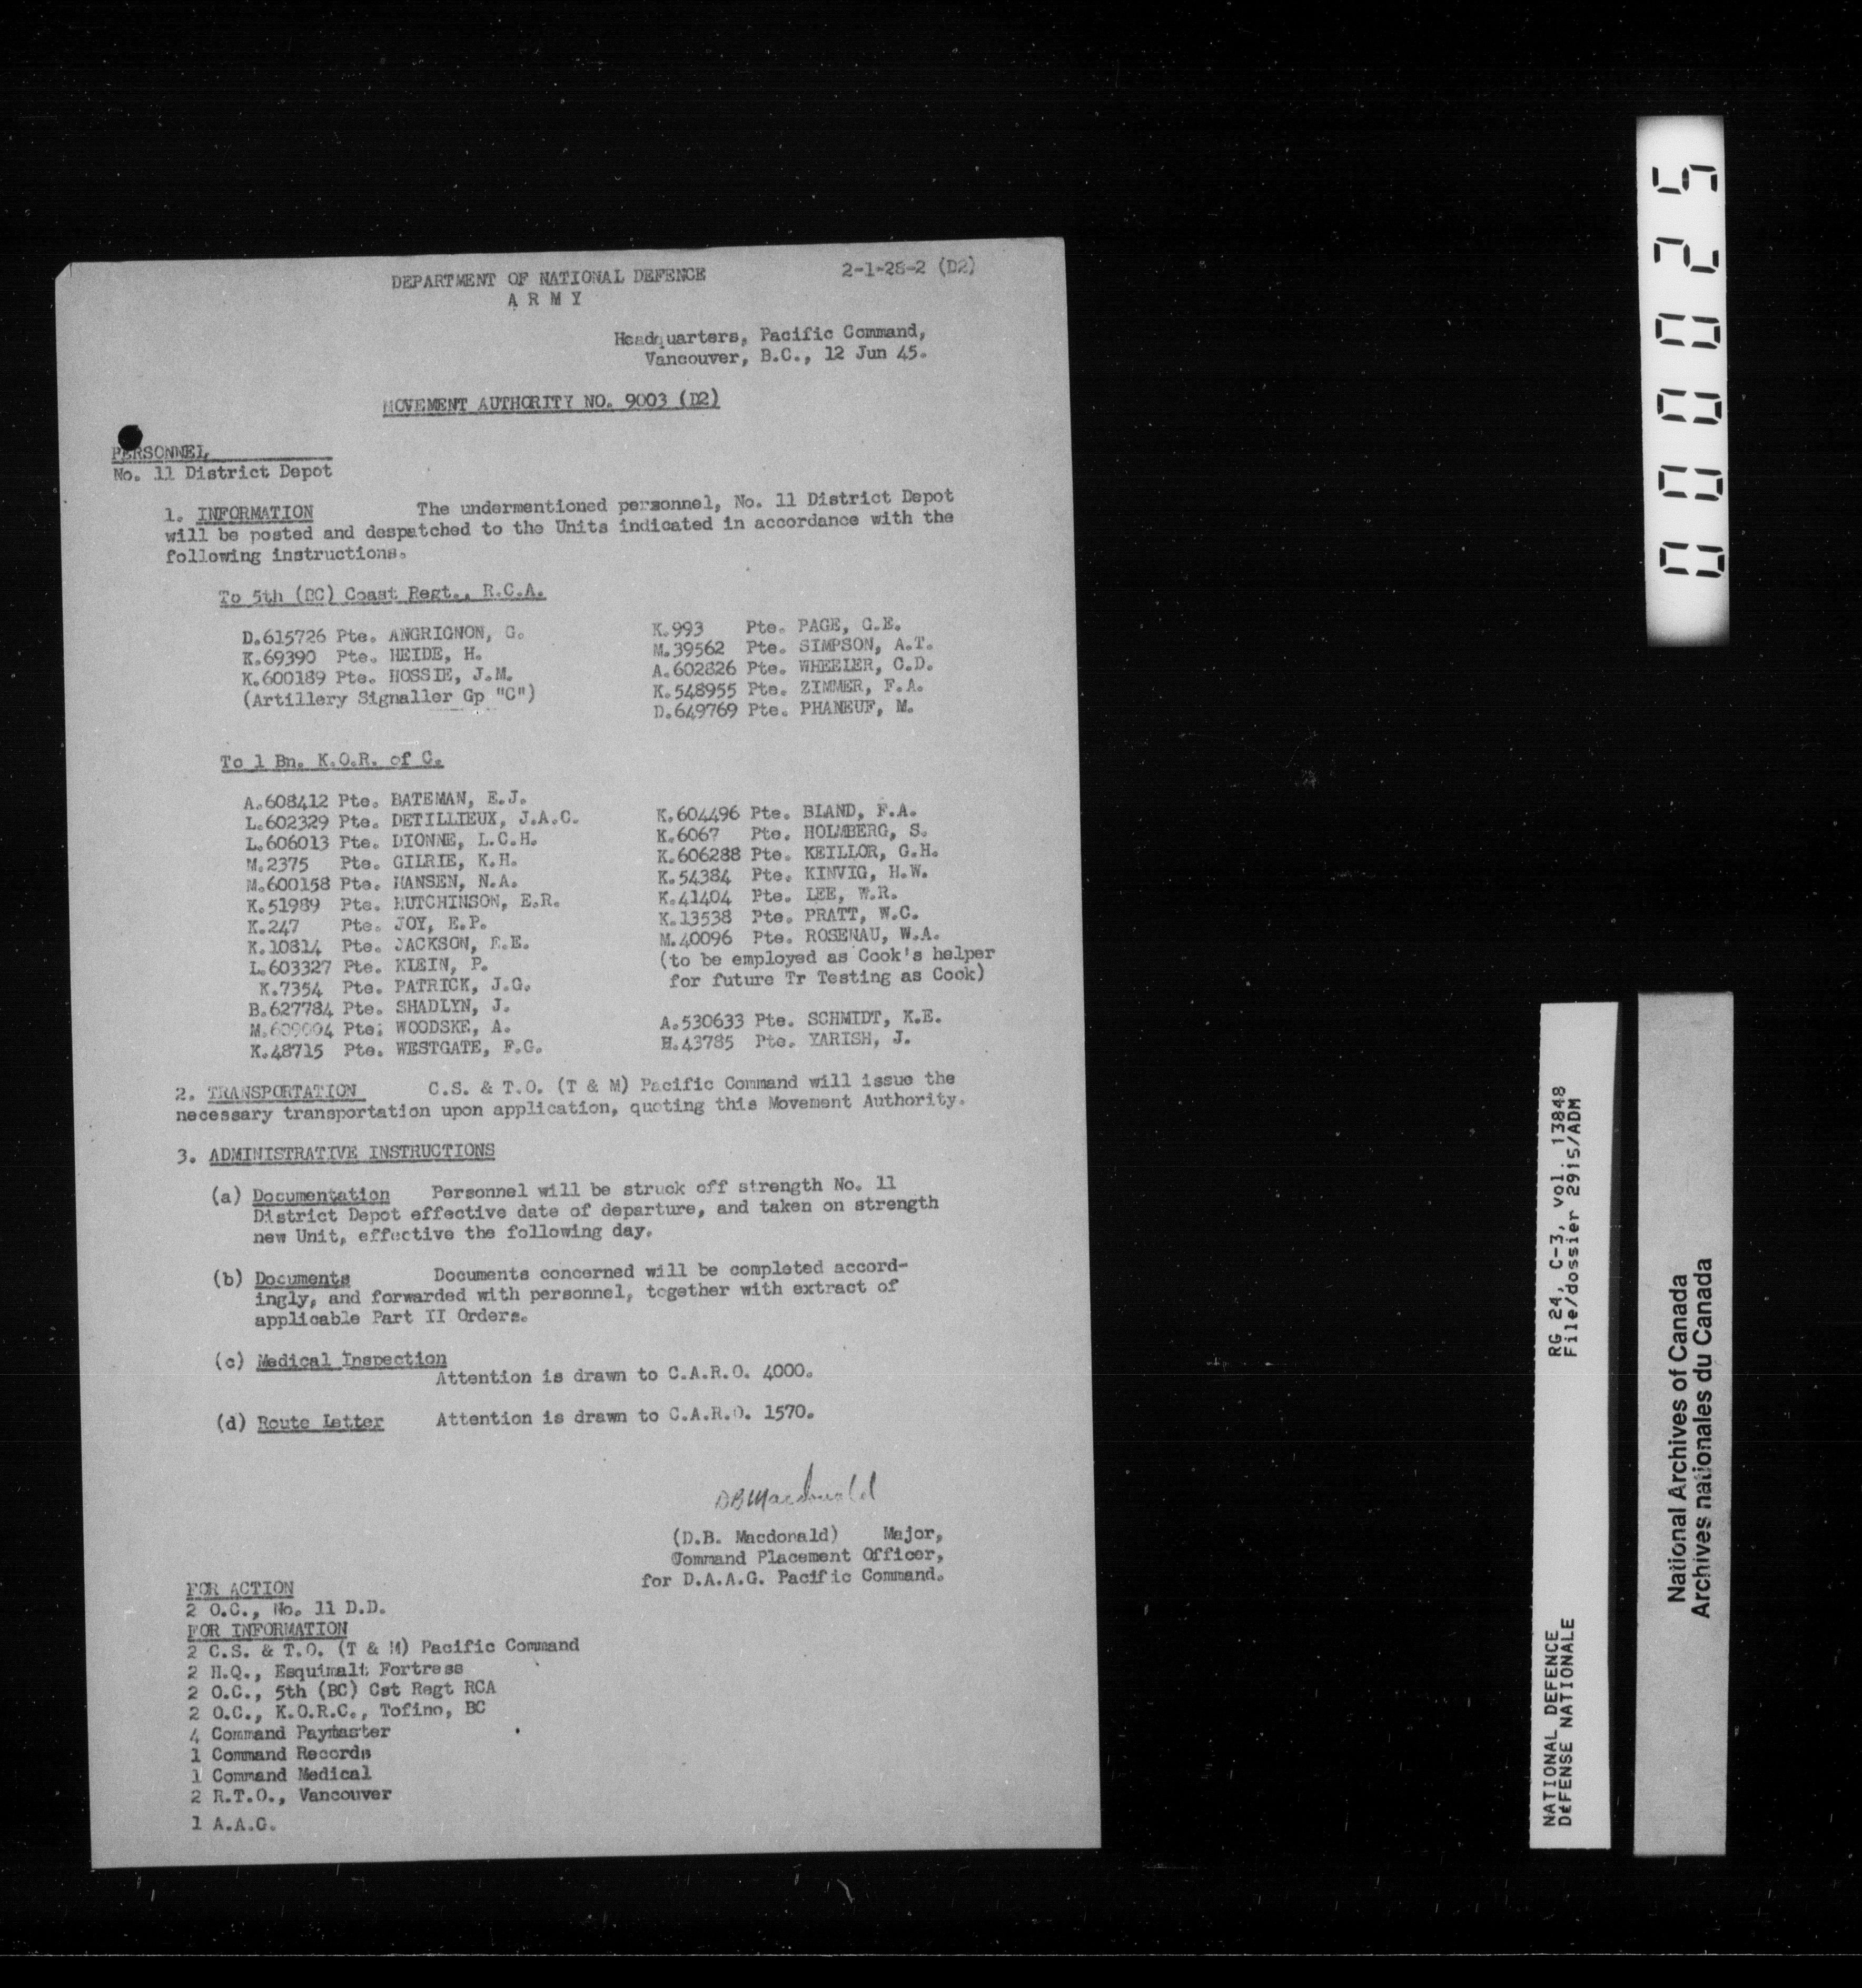 DEPARTMENT OF NATIONAL DEFENCE
A R M Y
2-1-28-2 (D2)
Headquarters, Pacific Command,
Vancouver, B.C., 12 Jun 45.
MOVEMENT AUTHORITY NO. 9003 (D2)
PERSONNEL
No. 11 District Depot
1. INFORMATION The undermentioned personnel, No. 11 District Depot
will be posted and despatched to the Units indicated in accordance with the
following instructions.
To 5th (BC) Coast Regt., R.C.A.
D.615726 Pte. ANGRIGNON, G.
K.69390 Pte. HEIDE, H.
K.600189 Pte. HOSSIE, J.M.
(Artillery Signaller Gp "C")
K.993 Pte. PAGE, C.E.
M.39562 Pte. SIMPSON, A.T.
A.602826 Pte. WHEELER, C.D.
K.548955 Pte. ZIMMER, F.A.
D.649769 Pte. PHANEUF, M.
To 1 Bn. K.O.R. of C.
A.608412 Pte. BATEMAN, E.J.
L.602329 Pte. DETILLIEUX, J.A.C.
L.606013 Pte. DIONNE, L.C.H.
M.2375 Pte. GILRIE, K.H.
M.600158 Pte. HANSEN, N.A.
K.51989 Pte. HUTCHINSON, E.R.
K.247 Pte. JOY, E.P.
K.10814 Pte. JACKSON, F.E.
L.603327 Pte. KLEIN, P.
K.7354 Pte. PATRICK, J.G.
B.627784 Pte. SHADLYN, J.
Pte. WOODSKE, A.
K.48715 Pte. WESTGATE, F.G.
K.604496 Pte. BLAND, F.A.
K.6067 Pte. HOLMBERG, S.
K.606288 Pte. KEILLOR, G.H.
K.54384 Pte. KINVIG, H.W.
K.41404 Pte. LEE, W.R.
K.13538 Pte. PRATT, W.C.
M.40096 Pte. ROSENAU, W.A.
(to be employed as Cook's helper
for future Tr Testing as Cook)
A.530633 Pte. SCHMIDT, K.E.
H.43785 Pte. YARISH, J.
2. TRANSPORTATION C.S. & T.O. (T & M) Pacific Command will issue the
necessary transportation upon application, quoting this Movement Authority.
3. ADMINISTRATIVE INSTRUCTIONS
(a) Documentation Personnel will be struck off strength No. 11
District Depot effective date of departure, and taken on strength
new Unit, effective the following day.
(b) Documents Documents concerned will be completed accord-
ingly, and forwarded with personnel, together with extract of
applicable Part II Orders.
(c) Medical Inspection
Attention is drawn to C.A.R.O. 4000.
(d) Route Letter Attention is drawn to C.A.R.O. 1570.
DBMacdonald
(D.B. Macdonald) Major,
Command Placement Officer,
for D.A.A.G. Pacific Command.
FOR ACTION
2 O.C., No. 11 D.D.
FOR INFORMATION
2 C.S. & T.O. (T & M) Pacific Command
2 H.Q., Esquimalt Fortress
2 O.C., 5th (BC) Cst Regt RCA
2 O.C., K.O.R.C., Tofino, BC
4 Command Paymaster
1 Command Records
1 Command Medical
2 R.T.O., Vancouver
1 A.A.G.
000025
NATIONAL DEFENCE RG 24, C-3, vol. 13848
DÉFENSE NATIONALE File/dossier 2915/ADM
National Archives of Canada
Archives nationales du Canada